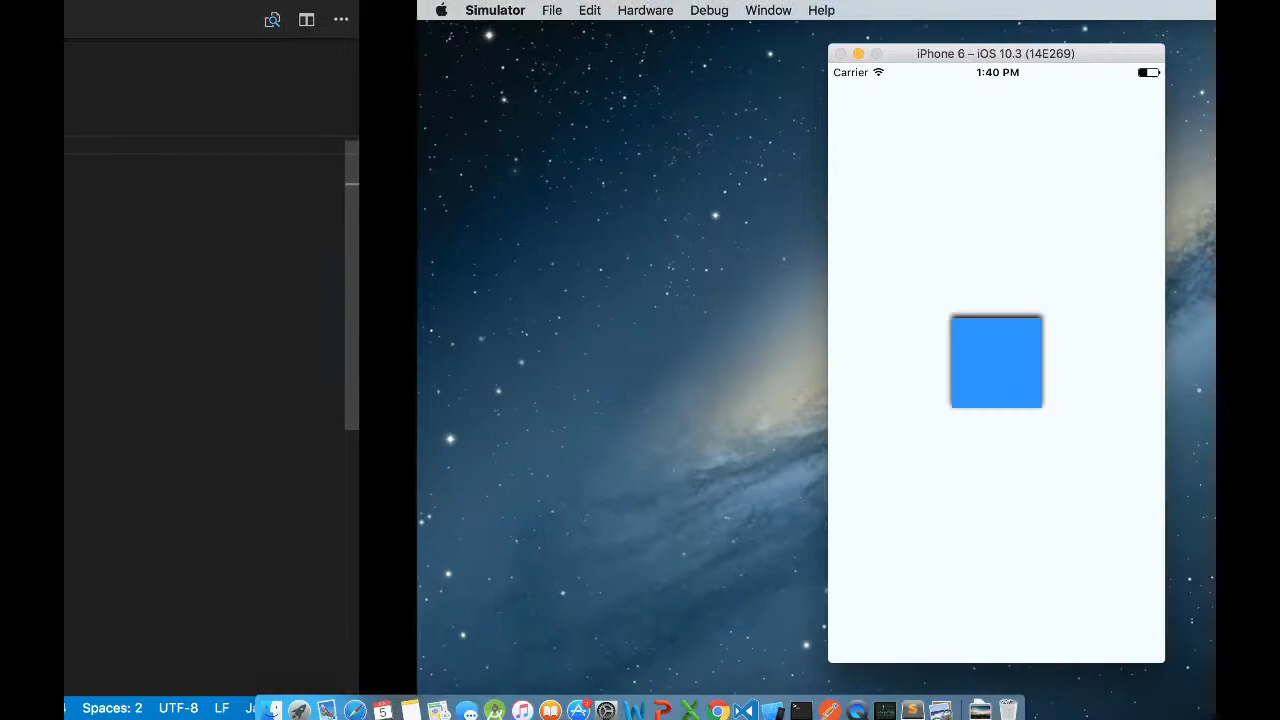 Simulator File Edit Hardware Debug Window Help
iPhone 6 – iOS 10.3 (14E269)
Carrier 1:40 PM
Spaces: 2 UTF-8 LF
5